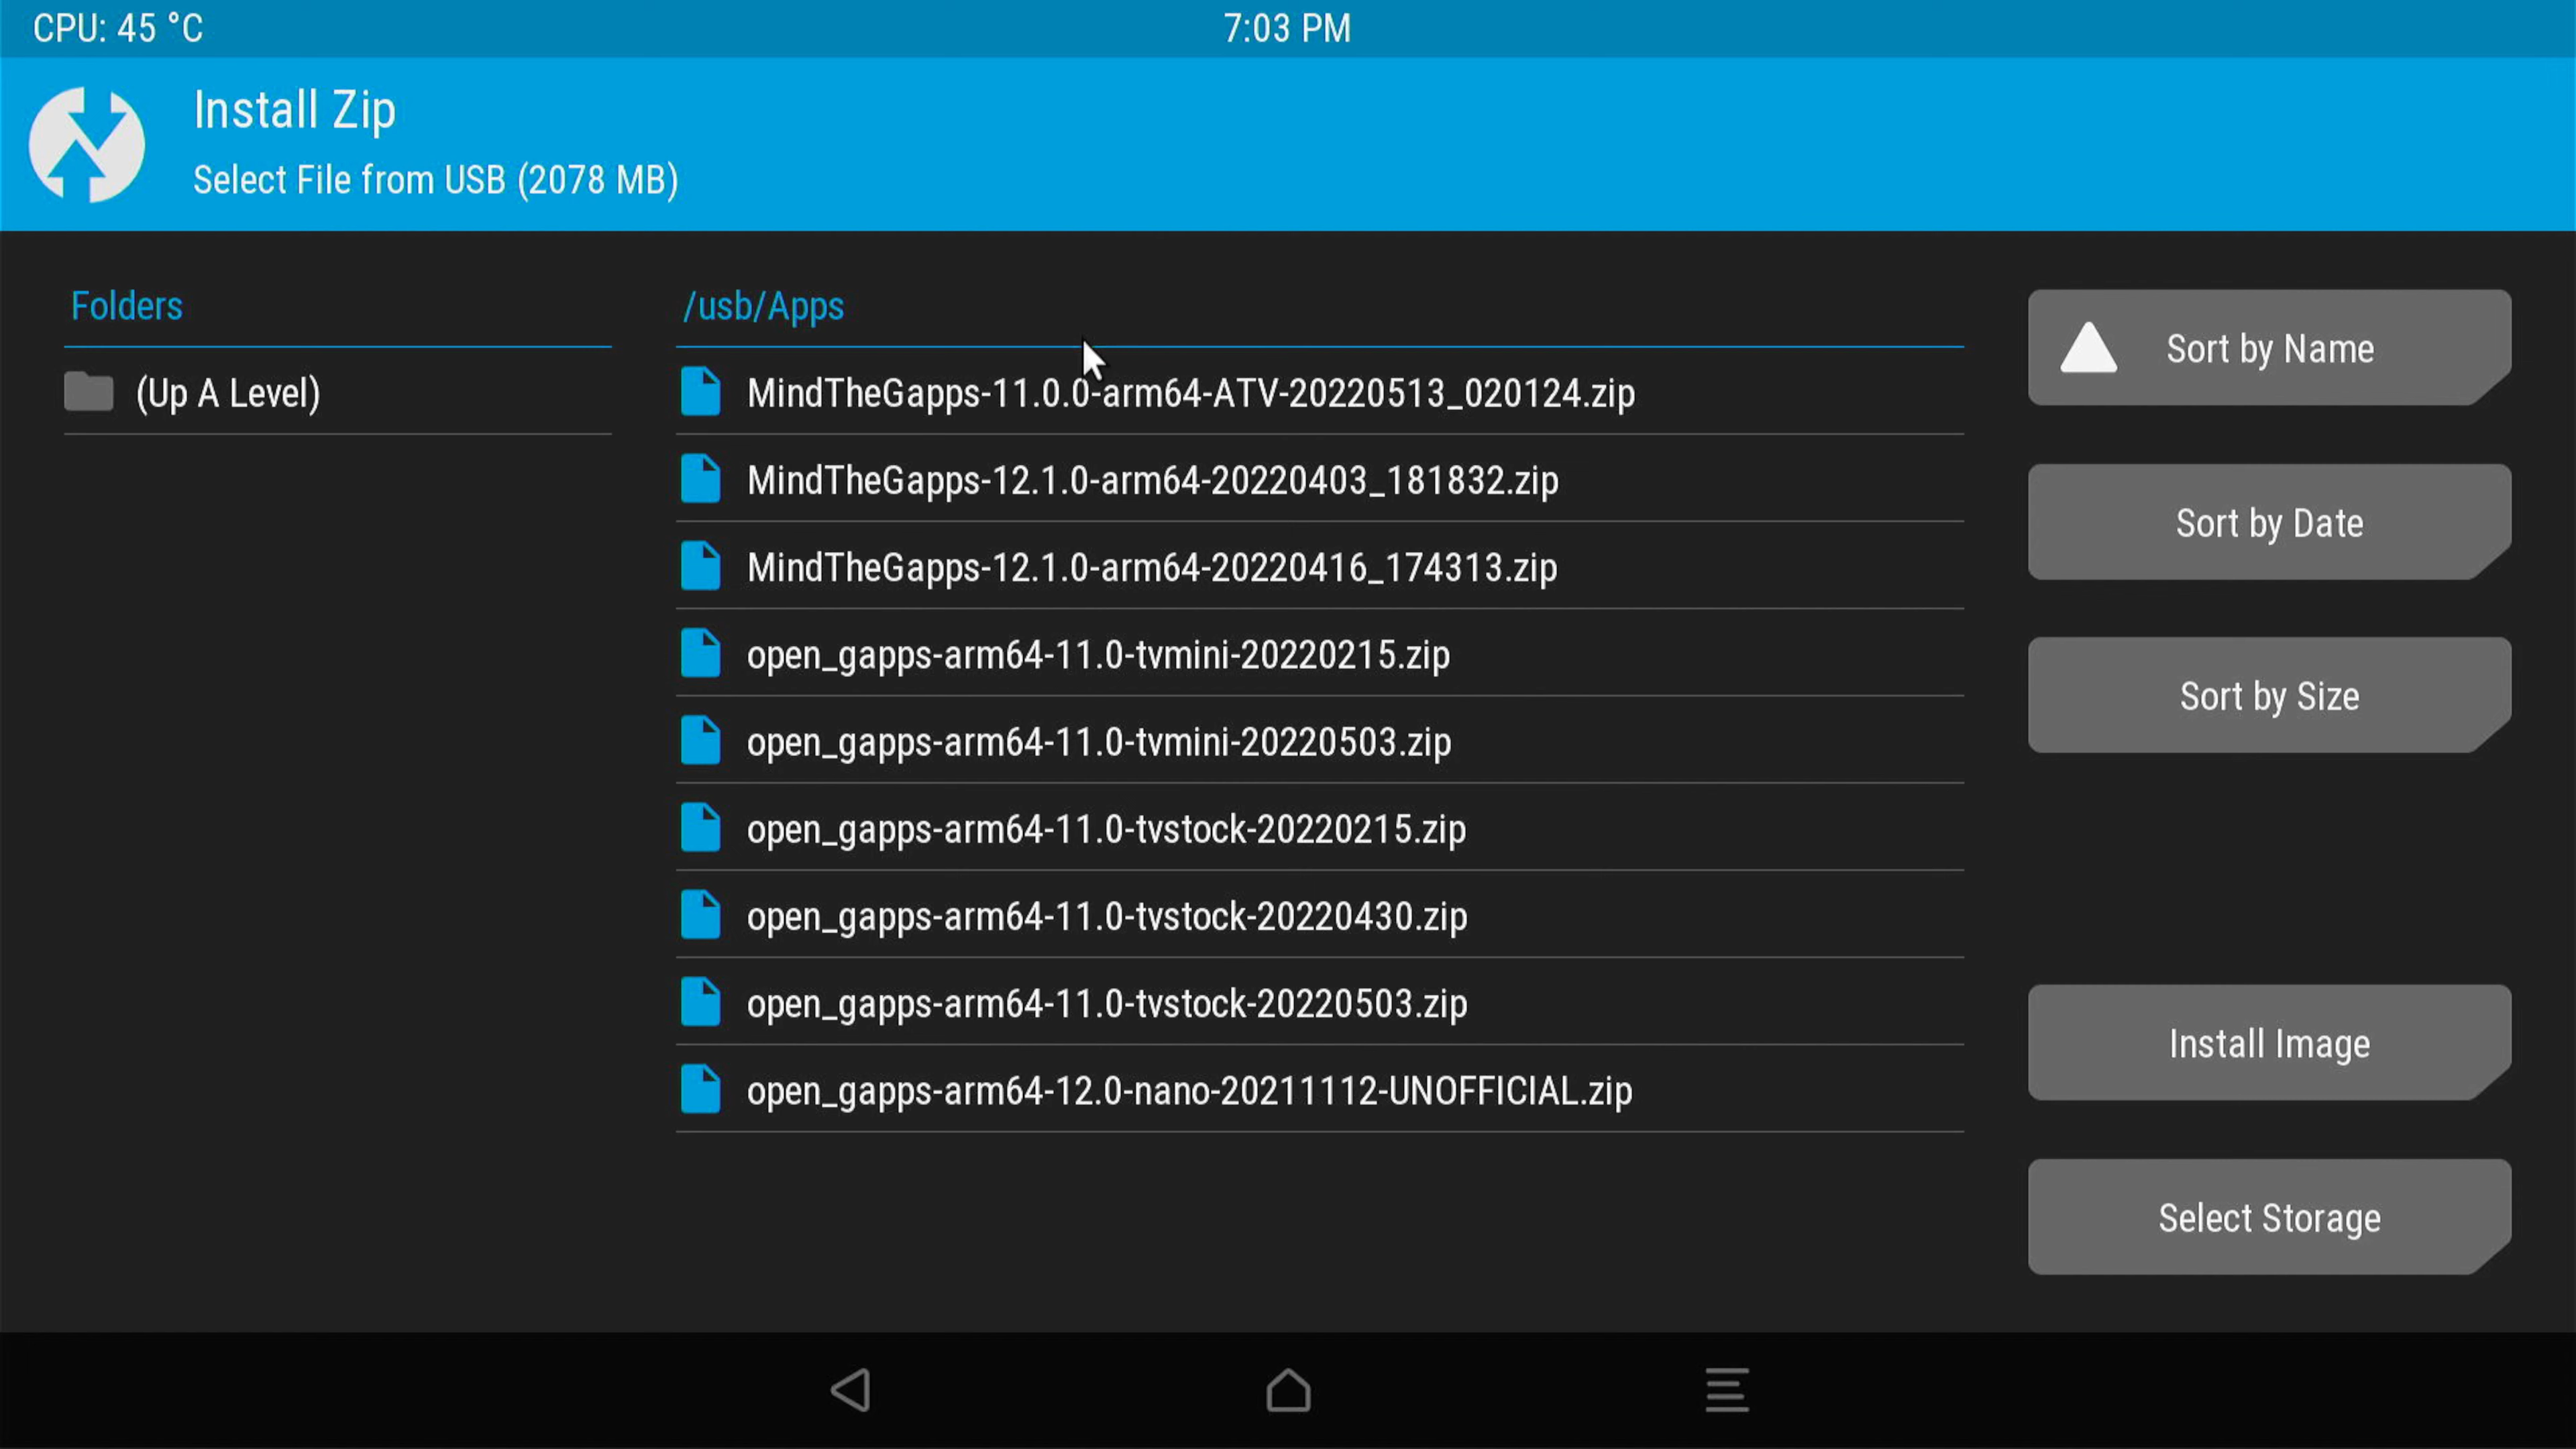 CPU: 45 °C
7:03 PM
Install Zip
Select File from USB (2078 MB)
Folders
(Up A Level)
/usb/Apps
MindTheGapps-11.0.0-arm64-ATV-20220513_020124.zip
MindTheGapps-12.1.0-arm64-20220403_181832.zip
MindTheGapps-12.1.0-arm64-20220416_174313.zip
open_gapps-arm64-11.0-tvmini-20220215.zip
open_gapps-arm64-11.0-tvmini-20220503.zip
open_gapps-arm64-11.0-tvstock-20220215.zip
open_gapps-arm64-11.0-tvstock-20220430.zip
open_gapps-arm64-11.0-tvstock-20220503.zip
open_gapps-arm64-12.0-nano-20211112-UNOFFICIAL.zip
Sort by Name
Sort by Date
Sort by Size
Install Image
Select Storage